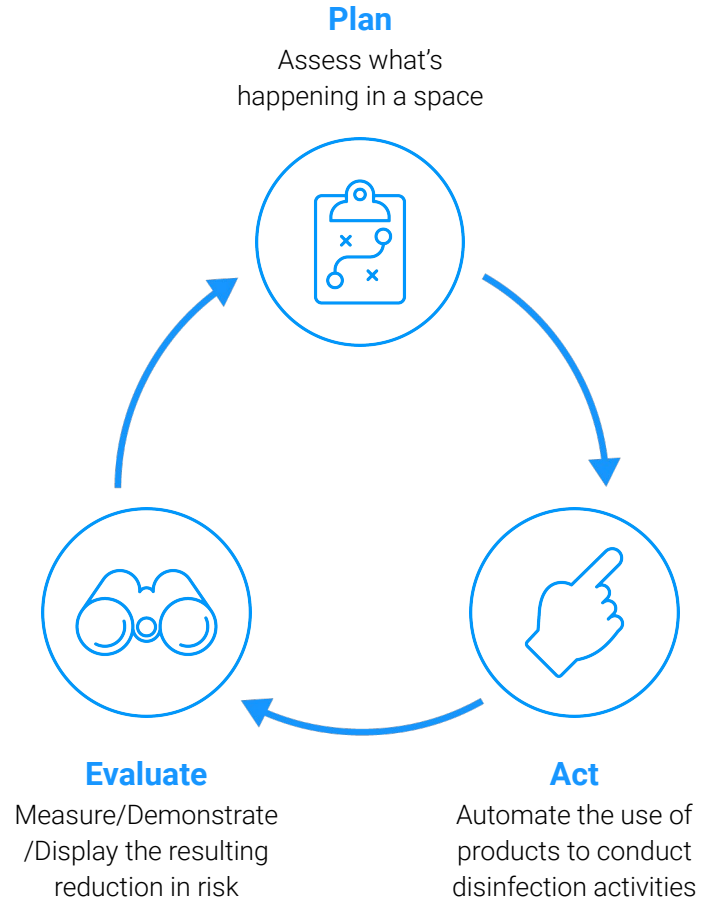 Plan
Assess what’s
happening in a space
Evaluate
Measure/Demonstrate
/Display the resulting
reduction in risk
Act
Automate the use of
products to conduct
disinfection activities